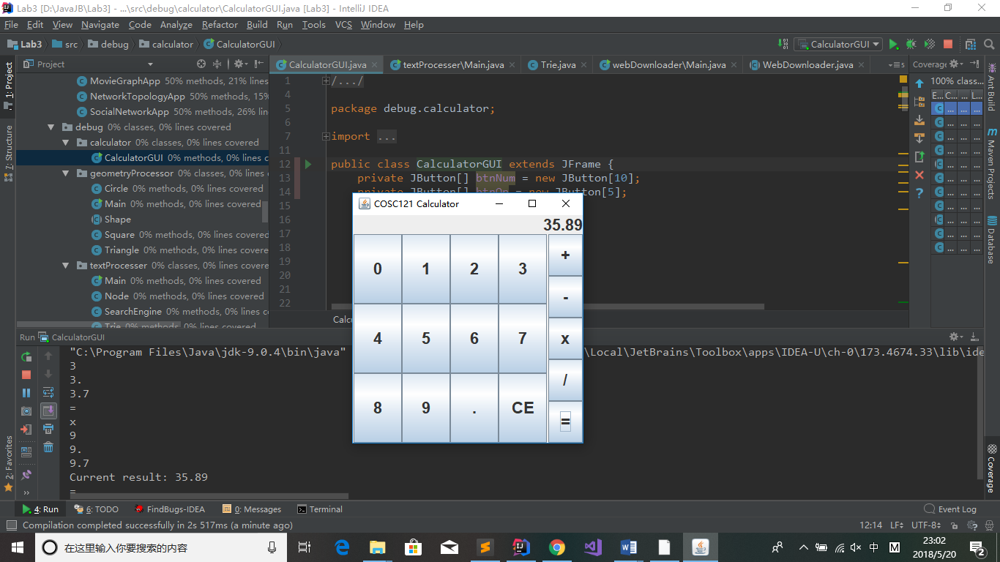 Lab3 [D:\JavaJB\Lab3] - ...\src\debug\calculator\CalculatorGUI.java [Lab3] - IntelliJ IDEA
File Edit View Navigate Code Analyze Refactor Build Run Tools VCS Window Help
Lab3 src debug calculator CalculatorGUI CalculatorGUI
Project CalculatorGUI.java textProcesser\Main.java Trie.java webDownloader\Main.java WebDownloader.java Coverage
1: Project
7: Structure
2: Favorites
MovieGraphApp 50% methods, 21% lines
NetworkTopologyApp 50% methods, 15%
SocialNetworkApp 50% methods, 26% lin
debug 0% classes, 0% lines covered
calculator 0% classes, 0% lines covered
CalculatorGUI 0% methods, 0% lines c
geometryProcessor 0% classes, 0% lines
Circle 0% methods, 0% lines covered
Main 0% methods, 0% lines covered
Shape
Square 0% methods, 0% lines covered
Triangle 0% methods, 0% lines covered
textProcesser 0% classes, 0% lines covered
Main 0% methods, 0% lines covered
Node 0% methods, 0% lines covered
SearchEngine 0% methods, 0% lines c
Trie 0% methods, 0% lines covered
1 /.../
4
5 package debug.calculator;
6
7 import ...
11
12 public class CalculatorGUI extends JFrame {
13 private JButton[] btnNum = new JButton[10];
14 private JButton[] btnOp = new JButton[5];
15
16
17
18
19
20
21
22
Calcu
100% class...
E... C... ... L...
Ant Build
Maven Projects
Database
Coverage
COSC121 Calculator
35.89
0 1 2 3 +
-
4 5 6 7 x
/
8 9 . CE =
Run CalculatorGUI
"C:\Program Files\Java\jdk-9.0.4\bin\java" \Local\JetBrains\Toolbox\apps\IDEA-U\ch-0\173.4674.33\lib\ide
3
3.
3.7
=
x
9
9.
9.7
Current result: 35.89
=
4: Run 6: TODO FindBugs-IDEA 0: Messages Terminal Event Log
Compilation completed successfully in 2s 517ms (a minute ago) 12:14 LF UTF-8
在这里输入你要搜索的内容
中 M
23:02
2018/5/20
2